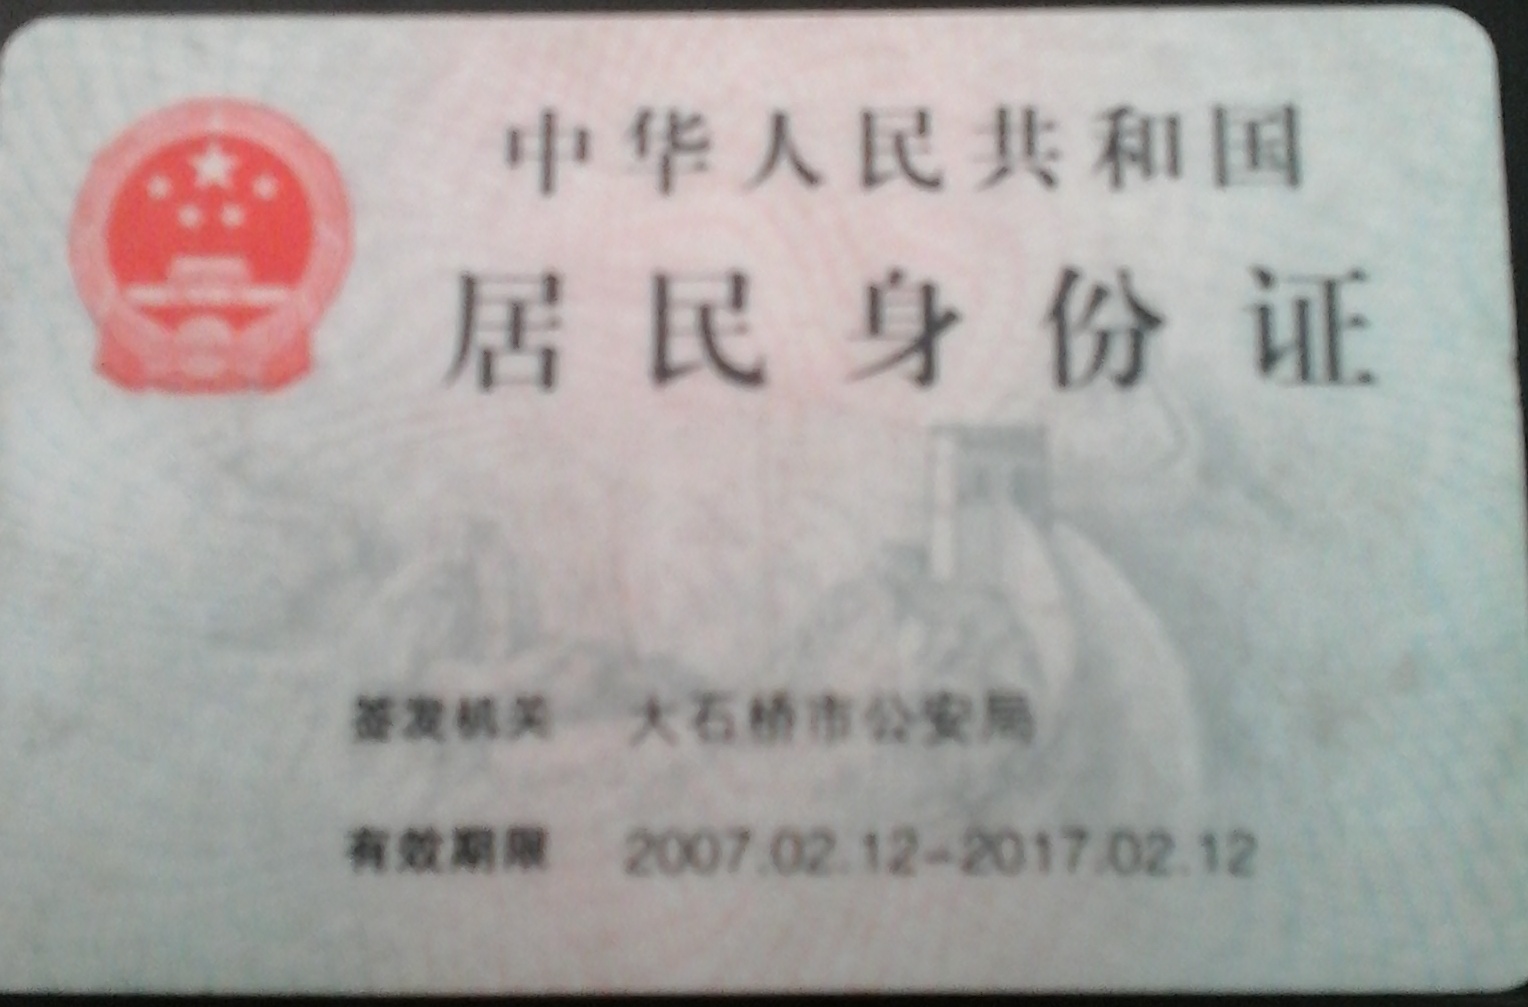 中华人民共和国
居民身份证
签发机关 大石桥市公安局
有效期限 2007.02.12-2017.02.12